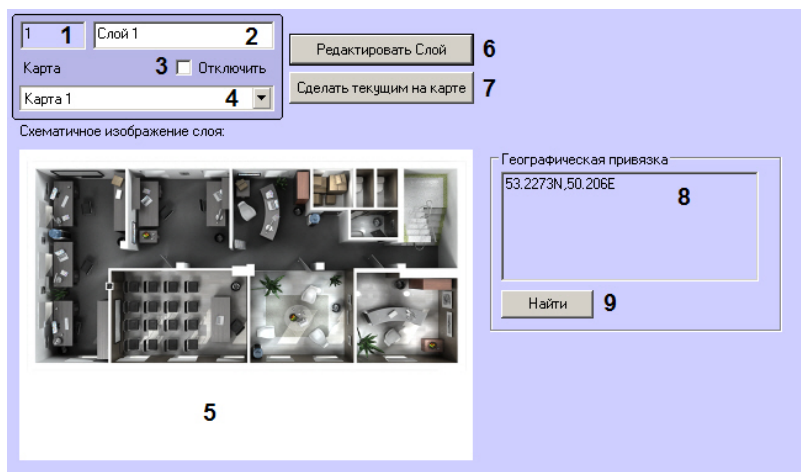 1 1 Слой 1 2
Редактировать Слой 6
Карта 3 Отключить
Сделать текущим на карте 7
Карта 1 4
Схематичное изображение слоя:
Географическая привязка
53.2273N,50.206E 8
Найти 9
5